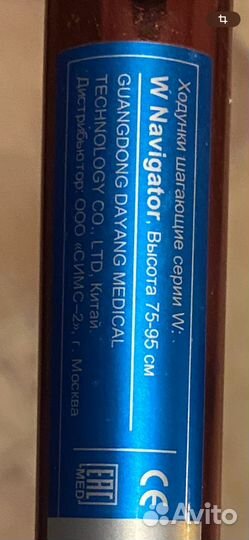 Ходунки шагающие серии W:
W Navigator, Высота 75-95 см
GUANGDONG DAYANG MEDICAL
TECHNOLOGY CO., LTD, Китай
Дистрибьютор: ООО «СИМС-2», г. Москва
EAC
MED
CE
Avito